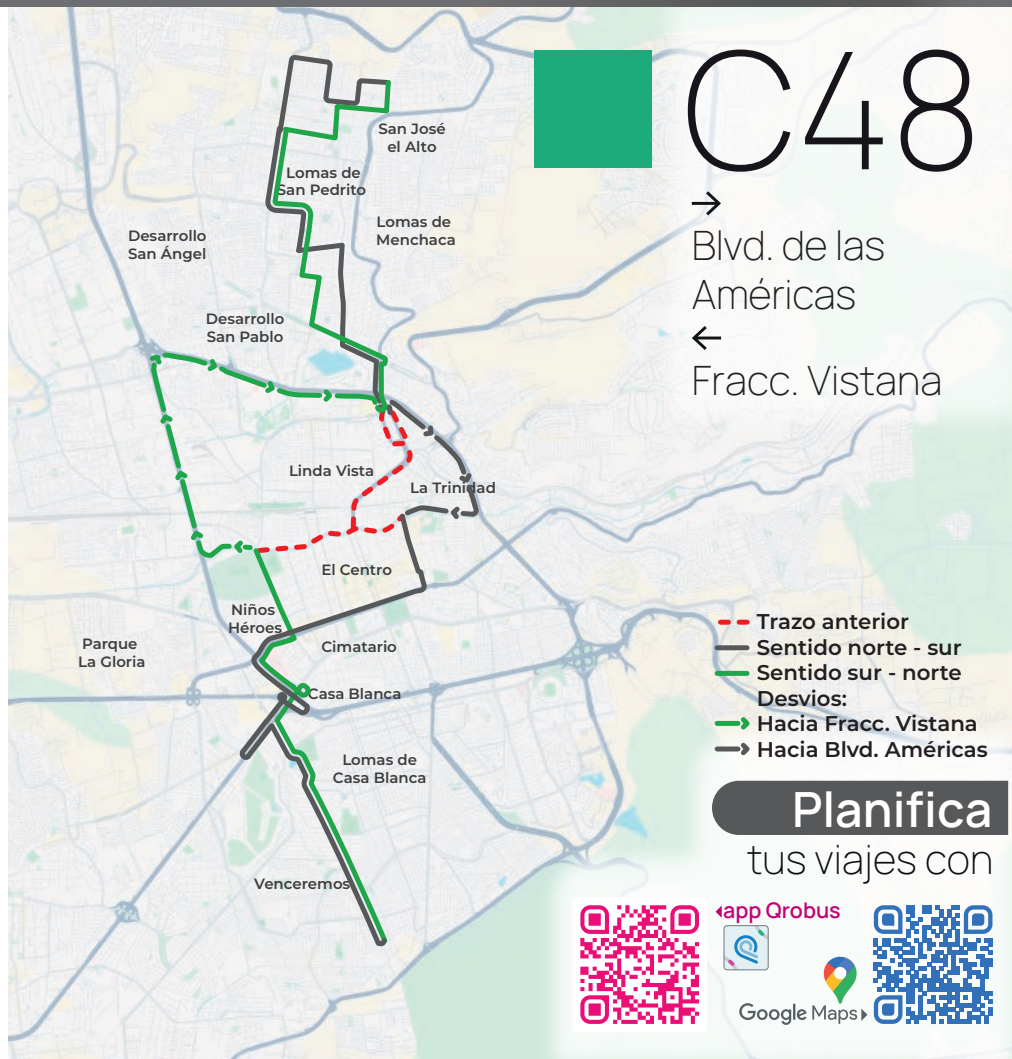 C48
→
Blvd. de las
Américas
←
Fracc. Vistana
San José
el Alto
Lomas de
San Pedrito
Lomas de
Menchaca
Desarrollo
San Ángel
Desarrollo
San Pablo
Linda Vista
La Trinidad
El Centro
Niños
Héroes
Cimatario
Parque
La Gloria
Casa Blanca
Lomas de
Casa Blanca
Venceremos
Trazo anterior
Sentido norte - sur
Sentido sur - norte
Desvios:
Hacia Fracc. Vistana
Hacia Blvd. Américas
Planifica
tus viajes con
app Qrobus
Google Maps